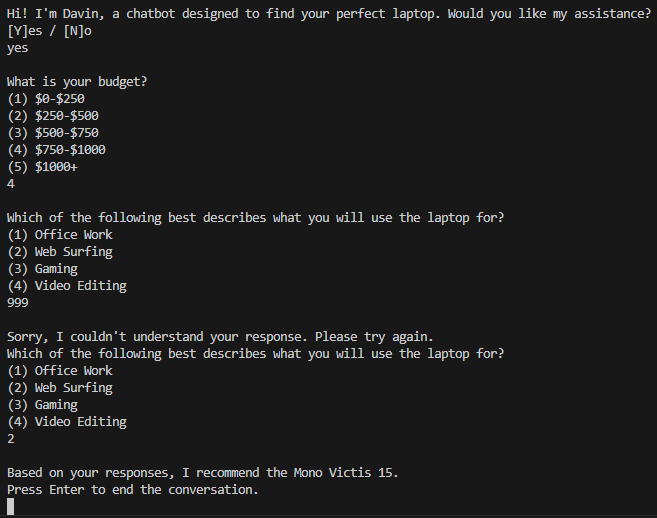 Hi! I'm Davin, a chatbot designed to find your perfect laptop. Would you like my assistance?
[Y]es / [N]o
yes
What is your budget?
(1) $0-$250
(2) $250-$500
(3) $500-$750
(4) $750-$1000
(5) $1000+
4
Which of the following best describes what you will use the laptop for?
(1) Office Work
(2) Web Surfing
(3) Gaming
(4) Video Editing
999
Sorry, I couldn't understand your response. Please try again.
Which of the following best describes what you will use the laptop for?
(1) Office Work
(2) Web Surfing
(3) Gaming
(4) Video Editing
2
Based on your responses, I recommend the Mono Victis 15.
Press Enter to end the conversation.